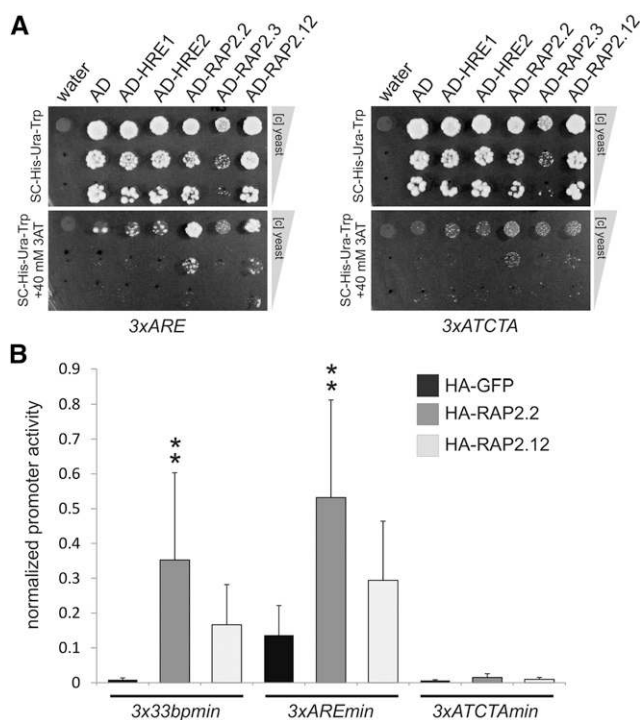 A
water AD AD-HRE1 AD-HRE2 AD-RAP2.2 AD-RAP2.3 AD-RAP2.12
SC-His-Ura-Trp
[c] yeast
SC-His-Ura-Trp
+40 mM 3AT
[c] yeast
3xARE
water AD AD-HRE1 AD-HRE2 AD-RAP2.2 AD-RAP2.3 AD-RAP2.12
SC-His-Ura-Trp
[c] yeast
SC-His-Ura-Trp
+40 mM 3AT
[c] yeast
3xATCTA
B
normalized promoter activity
0.9
0.8
0.7
0.6
0.5
0.4
0.3
0.2
0.1
0
**
**
HA-GFP
HA-RAP2.2
HA-RAP2.12
3x33bpmin 3xAREmin 3xATCTAmin